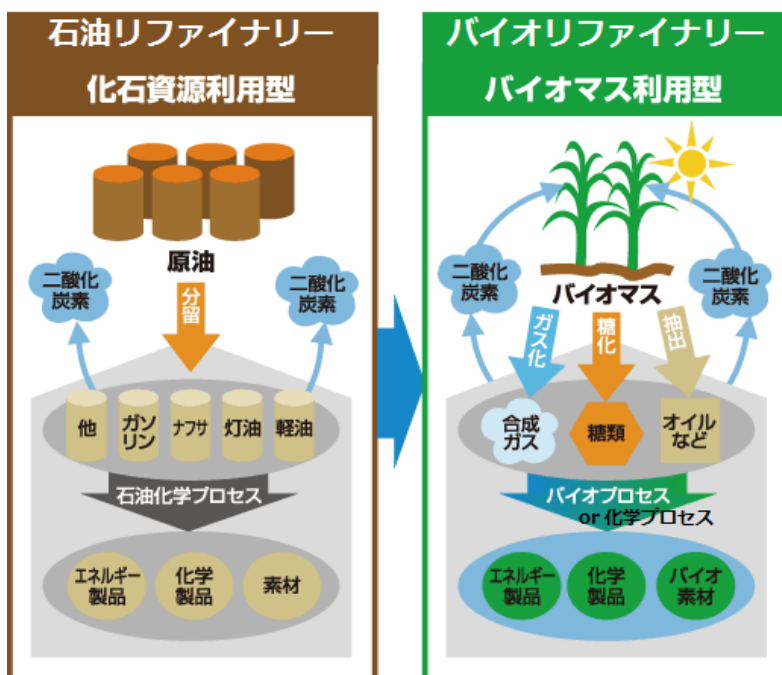 石油リファイナリー
化石資源利用型
原油
二酸化
炭素
二酸化
炭素
分留
他
ガソ
リン
ナフサ
灯油
軽油
石油化学プロセス
エネルギー
製品
化学
製品
素材
バイオリファイナリー
バイオマス利用型
二酸化
炭素
バイオマス
二酸化
炭素
ガス化
糖化
抽出
合成
ガス
糖類
オイル
など
バイオプロセス
or 化学プロセス
エネルギー
製品
化学
製品
バイオ
素材